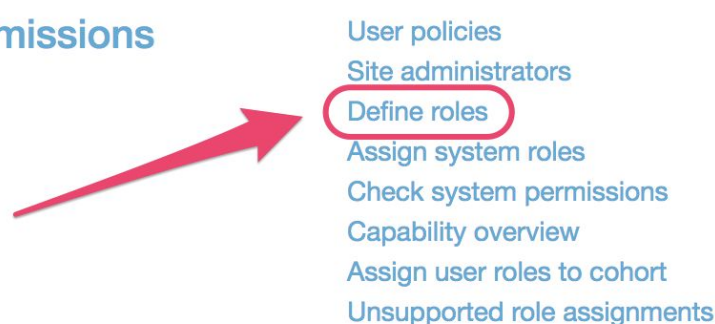 missions
User policies
Site administrators
Define roles
Assign system roles
Check system permissions
Capability overview
Assign user roles to cohort
Unsupported role assignments